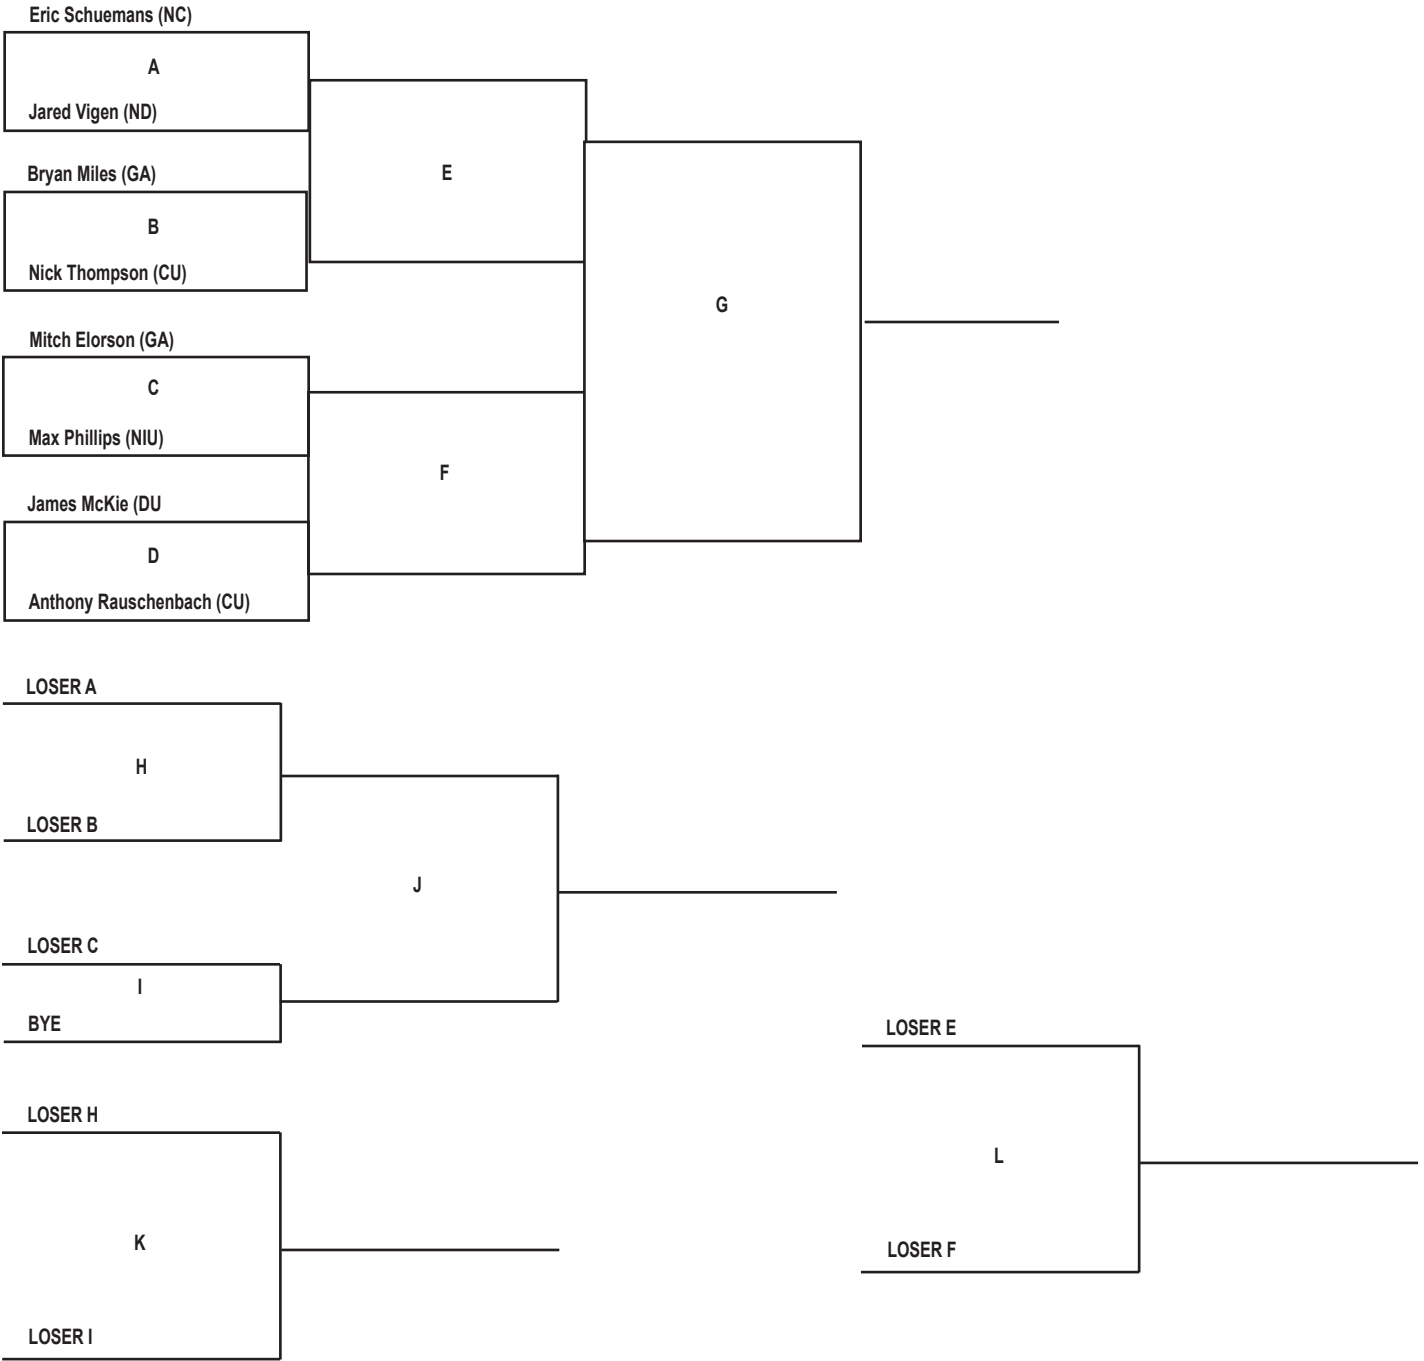 Eric Schuemans (NC)
A
Jared Vigen (ND)
Bryan Miles (GA)
B
Nick Thompson (CU)
E
G
Mitch Elorson (GA)
C
Max Phillips (NIU)
F
James McKie (DU
D
Anthony Rauschenbach (CU)
LOSER A
H
LOSER B
J
LOSER C
I
BYE
LOSER E
L
LOSER F
LOSER H
K
LOSER I